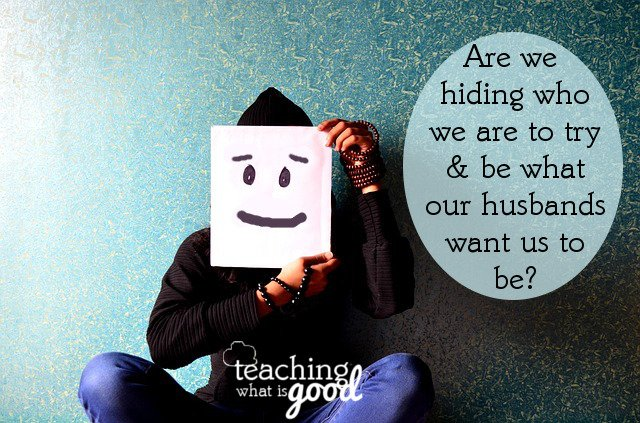 Are we
hiding who
we are to try
& be what
our husbands
want us to
be?
teaching
what is good